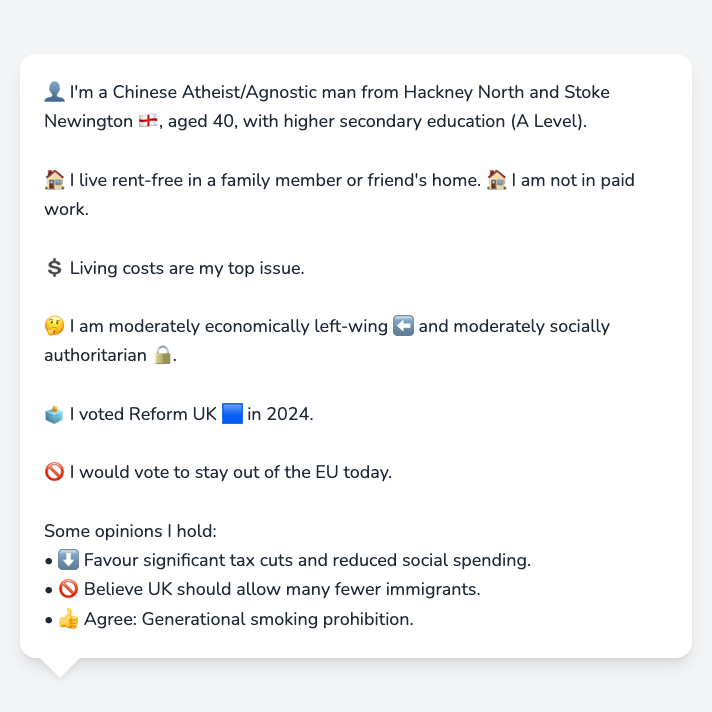 👤 I'm a Chinese Atheist/Agnostic man from Hackney North and Stoke
Newington 🏴󠁧󠁢󠁥󠁮󠁧󠁿, aged 40, with higher secondary education (A Level).
🏠 I live rent-free in a family member or friend's home. 🏠 I am not in paid
work.
💲 Living costs are my top issue.
🤔 I am moderately economically left-wing ⬅️ and moderately socially
authoritarian 🔒.
🗳️ I voted Reform UK 🟦 in 2024.
🚫 I would vote to stay out of the EU today.
Some opinions I hold:
• ⬇️ Favour significant tax cuts and reduced social spending.
• 🚫 Believe UK should allow many fewer immigrants.
• 👍 Agree: Generational smoking prohibition.